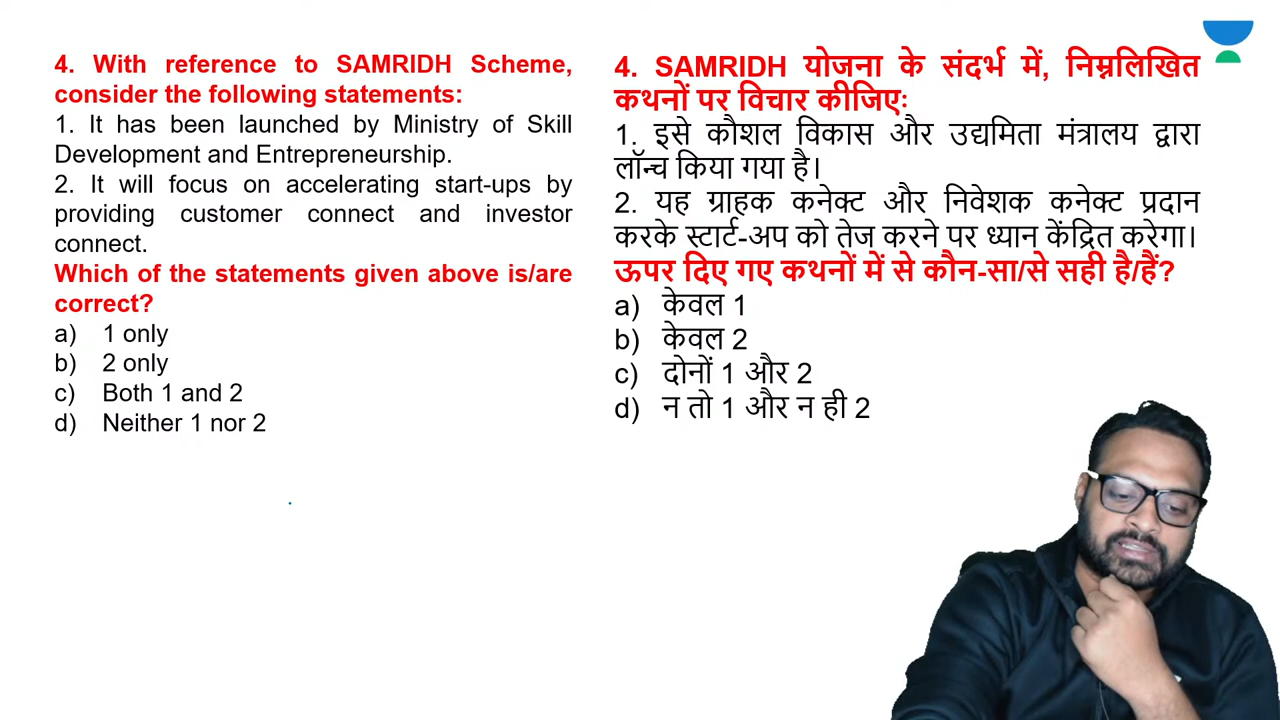 4. With reference to SAMRIDH Scheme,
consider the following statements:
1. It has been launched by Ministry of Skill
Development and Entrepreneurship.
2. It will focus on accelerating start-ups by
providing customer connect and investor
connect.
Which of the statements given above is/are
correct?
a) 1 only
b) 2 only
c) Both 1 and 2
d) Neither 1 nor 2
4. SAMRIDH योजना के संदर्भ में, निम्नलिखित
कथनों पर विचार कीजिएः
1. इसे कौशल विकास और उद्यमिता मंत्रालय द्वारा
लॉन्च किया गया है।
2. यह ग्राहक कनेक्ट और निवेशक कनेक्ट प्रदान
करके स्टार्ट-अप को तेज करने पर ध्यान केंद्रित करेगा।
ऊपर दिए गए कथनों में से कौन-सा/से सही है/हैं?
a) केवल 1
b) केवल 2
c) दोनों 1 और 2
d) न तो 1 और न ही 2